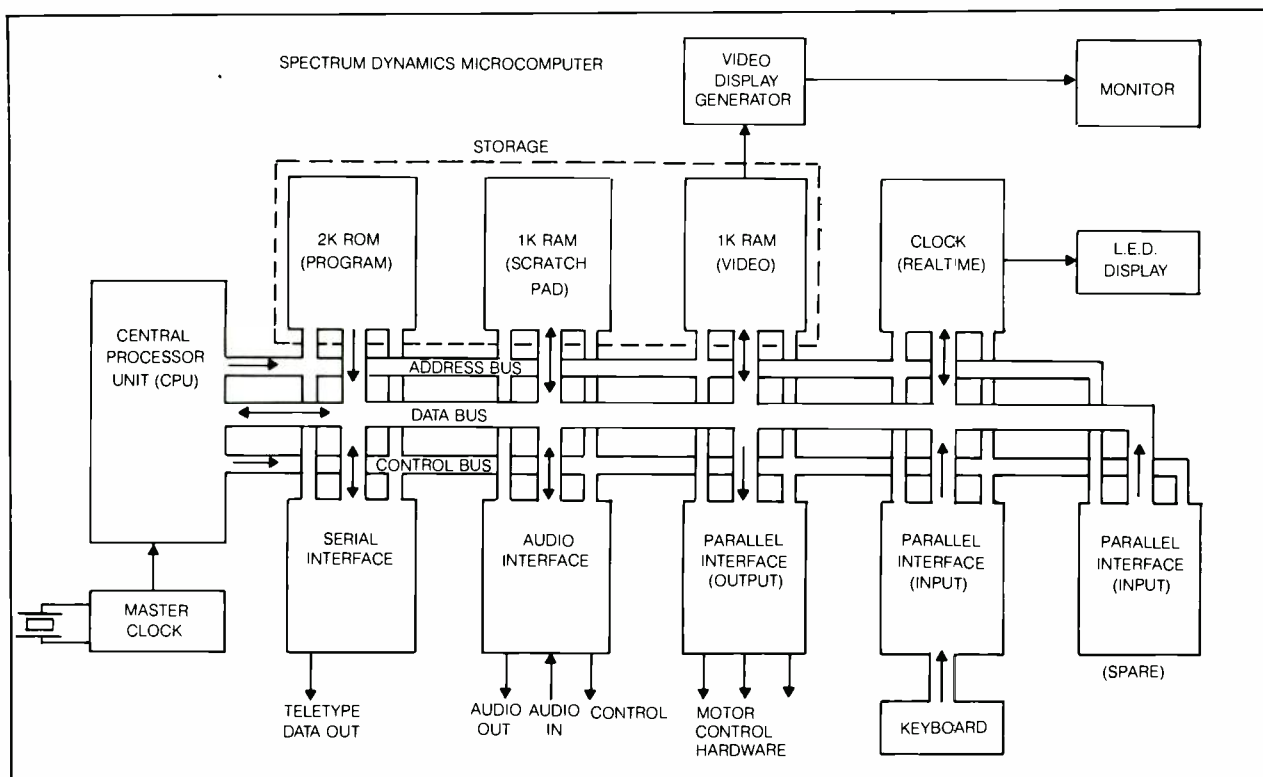 SPECTRUM DYNAMICS MICROCOMPUTER
VIDEO
DISPLAY
GENERATOR
MONITOR
STORAGE
2K ROM
(PROGRAM)
1K RAM
(SCRATCH
PAD)
1K RAM
(VIDEO)
CLOCK
(REALTIME)
L.E.D.
DISPLAY
CENTRAL
PROCESSOR
UNIT (CPU)
ADDRESS BUS
DATA BUS
CONTROL BUS
SERIAL
INTERFACE
AUDIO
INTERFACE
PARALLEL
INTERFACE
(OUTPUT)
PARALLEL
INTERFACE
(INPUT)
PARALLEL
INTERFACE
(INPUT)
MASTER
CLOCK
(SPARE)
TELETYPE
DATA OUT
AUDIO
OUT
AUDIO
IN
CONTROL
MOTOR
CONTROL
HARDWARE
KEYBOARD